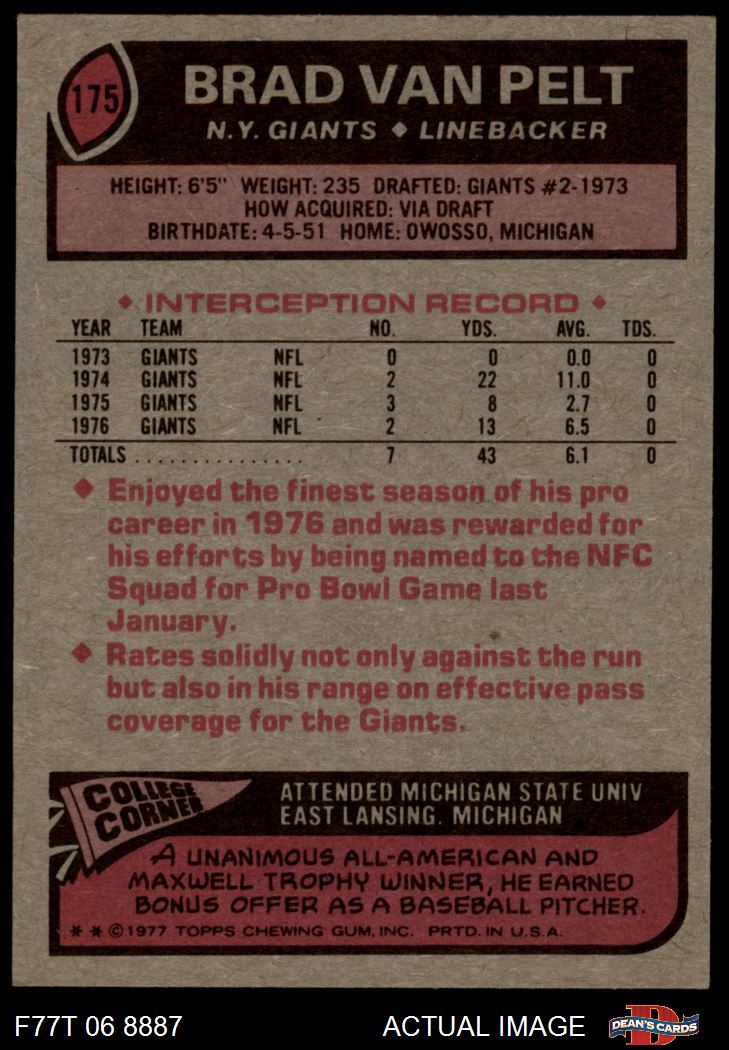 175
BRAD VAN PELT
N.Y. GIANTS ◆ LINEBACKER
HEIGHT: 6'5" WEIGHT: 235 DRAFTED: GIANTS #2-1973
HOW ACQUIRED: VIA DRAFT
BIRTHDATE: 4-5-51 HOME: OWOSSO, MICHIGAN
◆ INTERCEPTION RECORD ◆
YEAR TEAM NO. YDS. AVG. TDS.
1973 GIANTS NFL 0 0 0.0 0
1974 GIANTS NFL 2 22 11.0 0
1975 GIANTS NFL 3 8 2.7 0
1976 GIANTS NFL 2 13 6.5 0
TOTALS ................ 7 43 6.1 0
◆ Enjoyed the finest season of his pro
career in 1976 and was rewarded for
his efforts by being named to the NFC
Squad for Pro Bowl Game last
January.
◆ Rates solidly not only against the run
but also in his range on effective pass
coverage for the Giants.
COLLEGE
CORNER
ATTENDED MICHIGAN STATE UNIV
EAST LANSING. MICHIGAN
A UNANIMOUS ALL-AMERICAN AND
MAXWELL TROPHY WINNER, HE EARNED
BONUS OFFER AS A BASEBALL PITCHER.
* * © 1977 TOPPS CHEWING GUM, INC. PRTD. IN U.S.A.
F77T 06 8887
ACTUAL IMAGE
D
DEAN'S CARDS